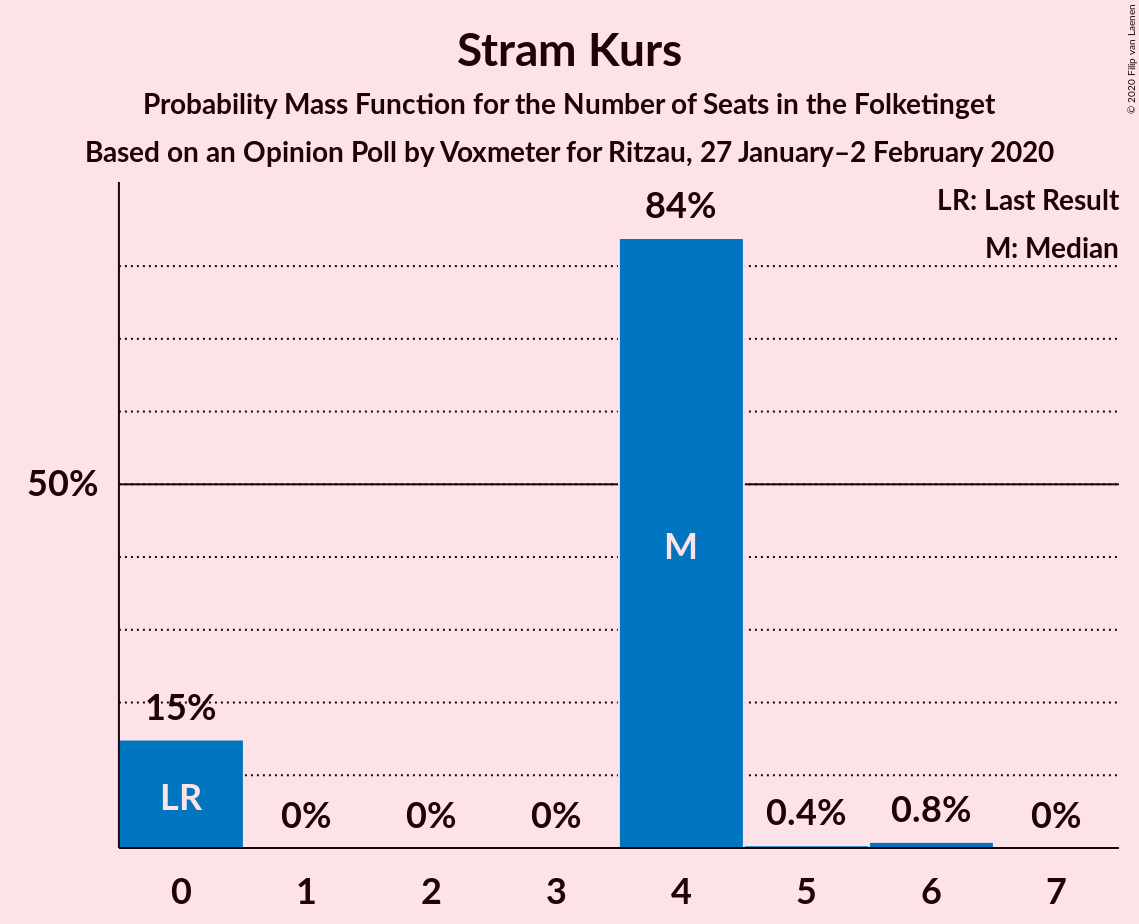 Stram Kurs
Probability Mass Function for the Number of Seats in the Folketinget
Based on an Opinion Poll by Voxmeter for Ritzau, 27 January–2 February 2020
© 2020 Filip van Laenen
LR: Last Result
M: Median
84%
50%
M
15%
LR
0%
0%
0%
0.4%
0.8%
0%
0 1 2 3 4 5 6 7